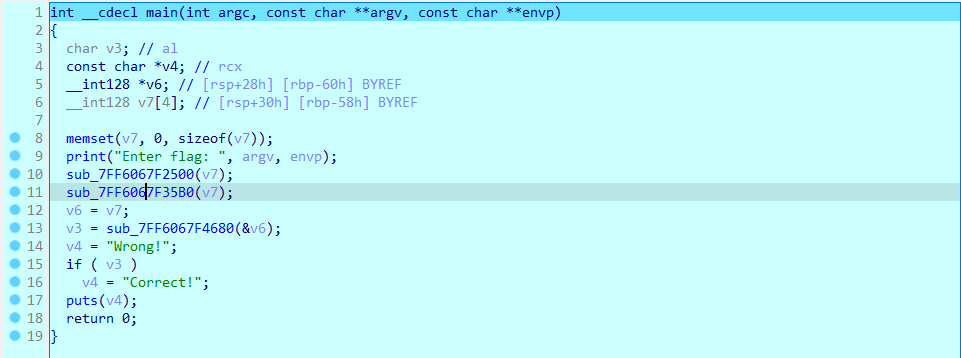 1 int __cdecl main(int argc, const char **argv, const char **envp)
2 {
3   char v3; // al
4   const char *v4; // rcx
5   __int128 *v6; // [rsp+28h] [rbp-60h] BYREF
6   __int128 v7[4]; // [rsp+30h] [rbp-58h] BYREF
7
8   memset(v7, 0, sizeof(v7));
9   print("Enter flag: ", argv, envp);
10   sub_7FF6067F2500(v7);
11   sub_7FF6067F35B0(v7);
12   v6 = v7;
13   v3 = sub_7FF6067F4680(&v6);
14   v4 = "Wrong!";
15   if ( v3 )
16     v4 = "Correct!";
17   puts(v4);
18   return 0;
19 }